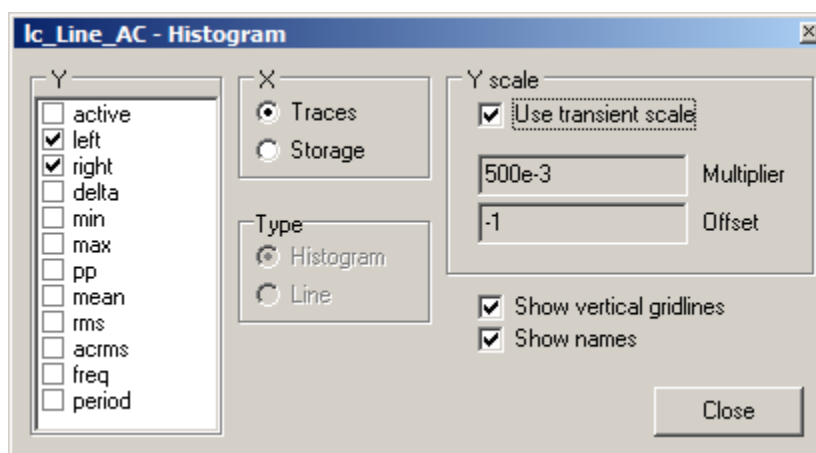 lc_Line_AC - Histogram
Y
active
left
right
delta
min
max
pp
mean
rms
acrms
freq
period
X
Traces
Storage
Type
Histogram
Line
Y scale
Use transient scale
500e-3 Multiplier
-1 Offset
Show vertical gridlines
Show names
Close